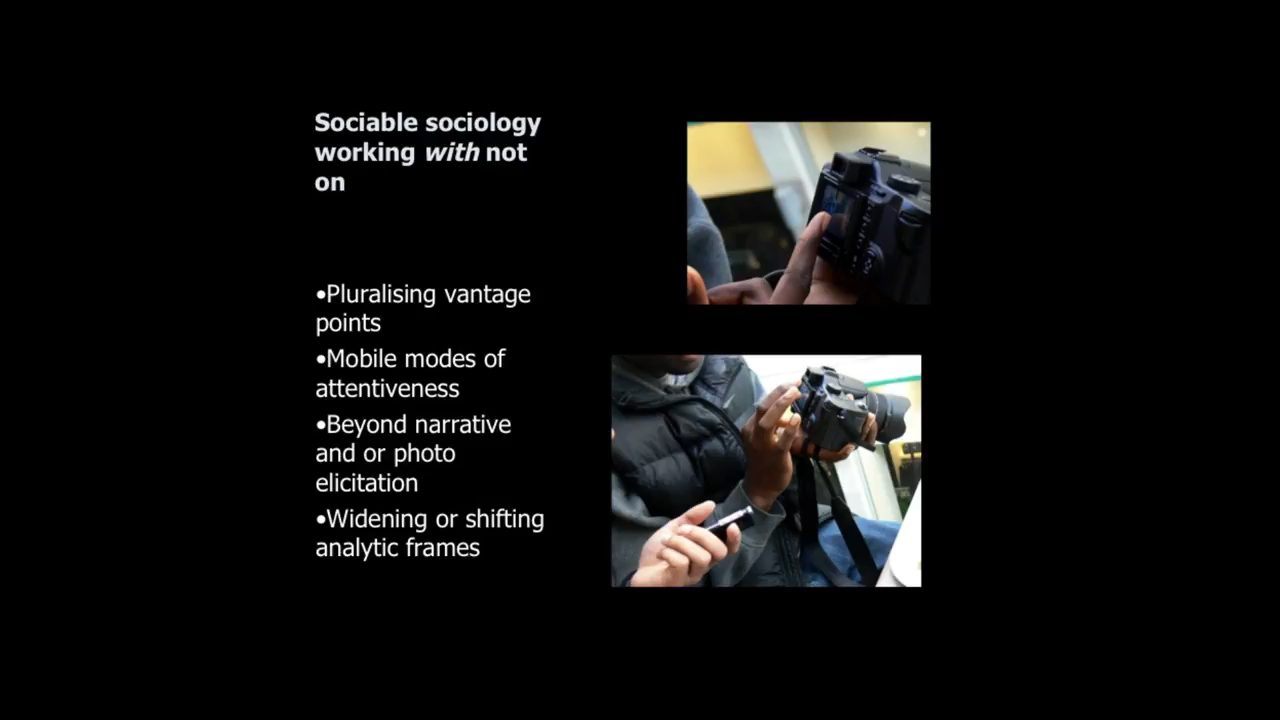 Sociable sociology
working with not
on
•Pluralising vantage
points
•Mobile modes of
attentiveness
•Beyond narrative
and or photo
elicitation
•Widening or shifting
analytic frames